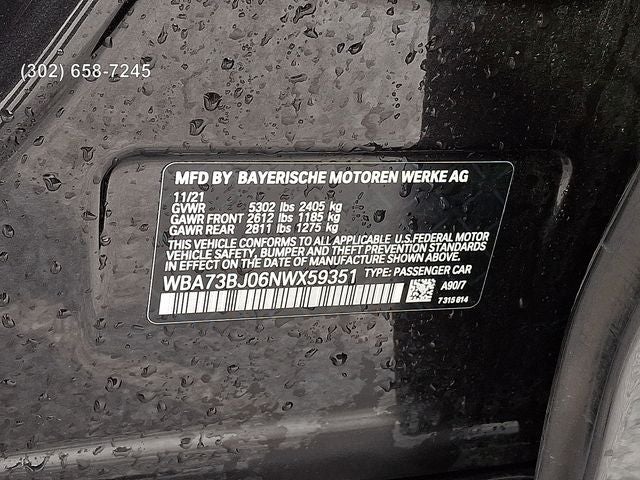 (302) 658-7245
MFD BY BAYERISCHE MOTOREN WERKE AG
11/21
GVWR 5302 lbs 2405 kg
GAWR FRONT 2612 lbs 1185 kg
GAWR REAR 2811 lbs 1275 kg
THIS VEHICLE CONFORMS TO ALL APPLICABLE U.S.FEDERAL MOTOR
VEHICLE SAFETY, BUMPER AND THEFT PREVENTION STANDARDS
IN EFFECT ON THE DATE OF MANUFACTURE SHOWN ABOVE.
WBA73BJ06NWX59351 TYPE: PASSENGER CAR
A90/7
7 315 614